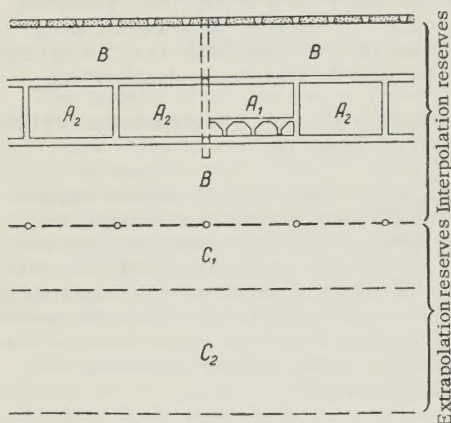 B B
A₂ A₂ A₁ A₂
B
C₁
C₂
Interpolation reserves
Extrapolation reserves